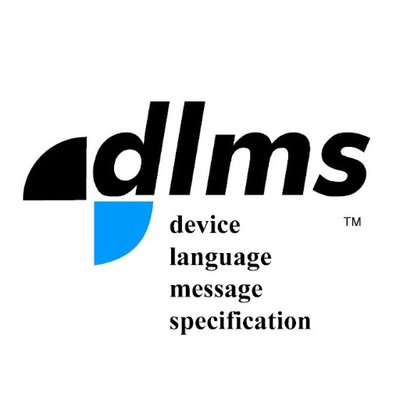 dlms
TM
device
language
message
specification